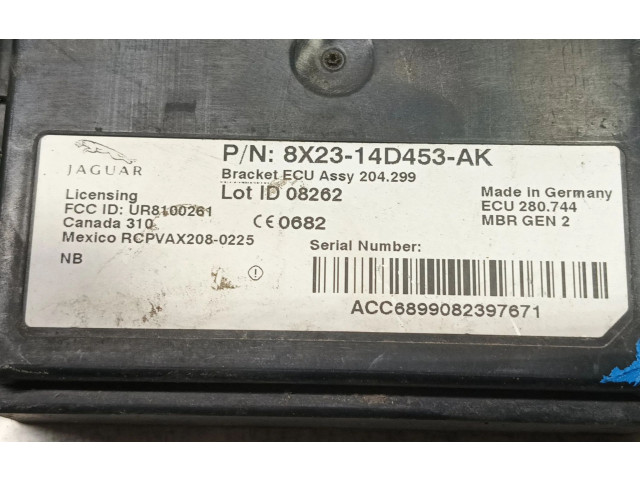 JAGUAR
P/N: 8X23-14D453-AK
Bracket ECU Assy 204.299
Licensing
Lot ID 08262
Made in Germany
FCC ID: UR8100261
ECU 280.744
Canada 310
CE 0682
MBR GEN 2
Mexico RCPVAX208-0225
Serial Number:
NB
ACC6899082397671